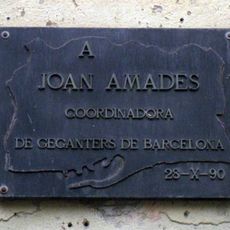 A
JOAN AMADES
COORDINADORA
DE GEGANTERS DE BARCELONA
28-X-90